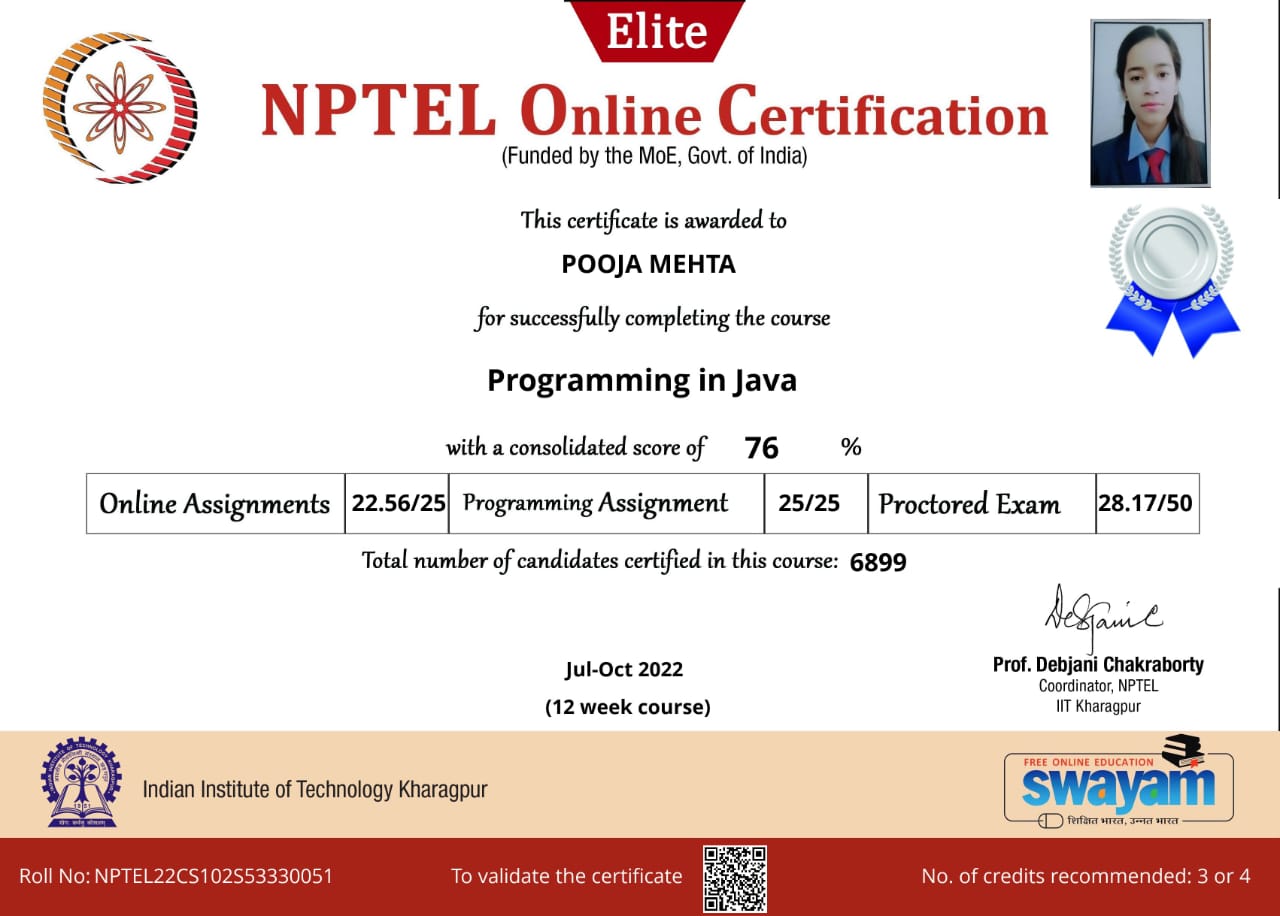 Elite
NPTEL Online Certification
(Funded by the MoE, Govt. of India)
This certificate is awarded to
POOJA MEHTA
for successfully completing the course
Programming in Java
with a consolidated score of 76 %
Online Assignments 22.56/25 Programming Assignment 25/25 Proctored Exam 28.17/50
Total number of candidates certified in this course: 6899
Jul-Oct 2022
(12 week course)
Prof. Debjani Chakraborty
Coordinator, NPTEL
IIT Kharagpur
Indian Institute of Technology Kharagpur
1951
FREE ONLINE EDUCATION
swayam
शिक्षित भारत, उन्नत भारत
Roll No: NPTEL22CS102S53330051 To validate the certificate No. of credits recommended: 3 or 4